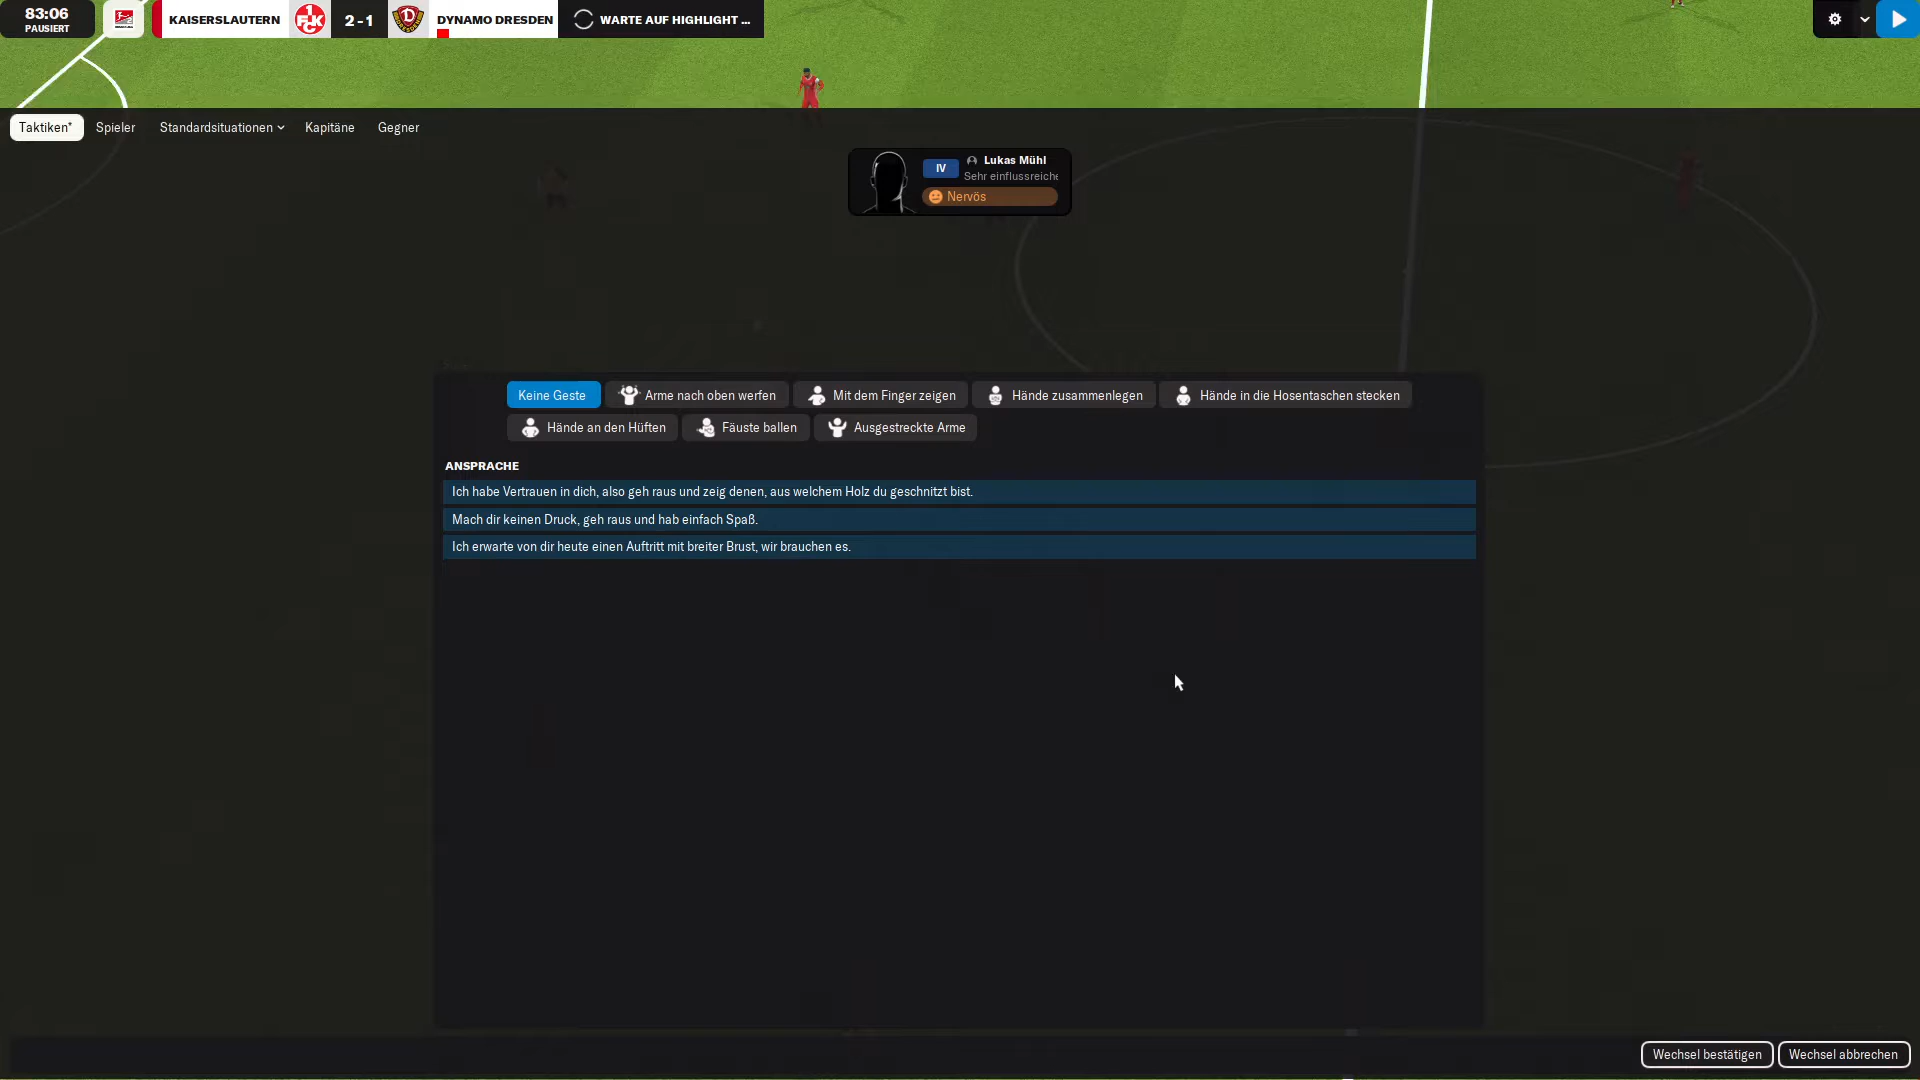 83:06
PAUSIERT
KAISERSLAUTERN
2 - 1
DYNAMO DRESDEN
WARTE AUF HIGHLIGHT ...
Taktiken*
Spieler
Standardsituationen
Kapitäne
Gegner
IV
Lukas Mühl
Sehr einflussreiche
Nervös
Keine Geste
Arme nach oben werfen
Mit dem Finger zeigen
Hände zusammenlegen
Hände in die Hosentaschen stecken
Hände an den Hüften
Fäuste ballen
Ausgestreckte Arme
ANSPRACHE
Ich habe Vertrauen in dich, also geh raus und zeig denen, aus welchem Holz du geschnitzt bist.
Mach dir keinen Druck, geh raus und hab einfach Spaß.
Ich erwarte von dir heute einen Auftritt mit breiter Brust, wir brauchen es.
Wechsel bestätigen
Wechsel abbrechen